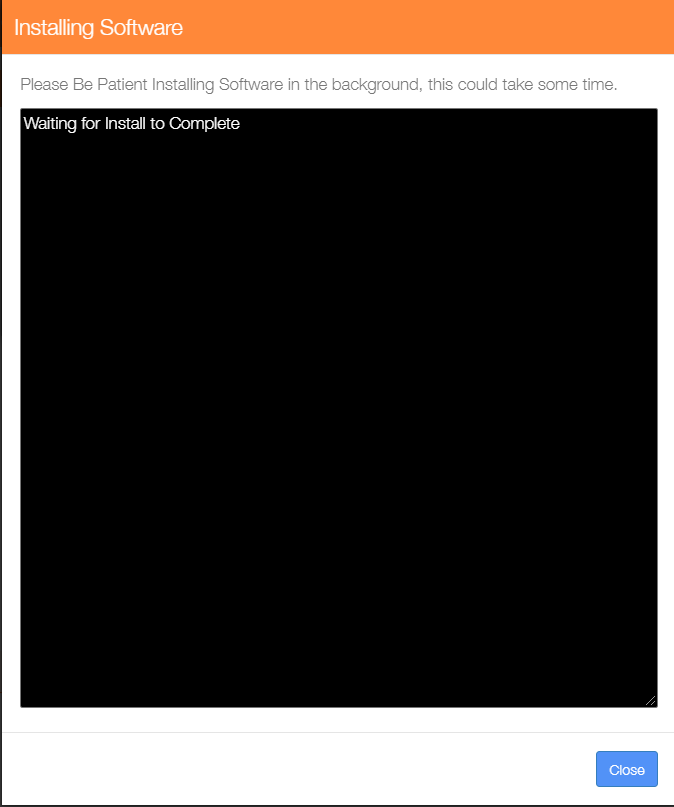 Installing Software
Please Be Patient Installing Software in the background, this could take some time.
Waiting for Install to Complete
Close